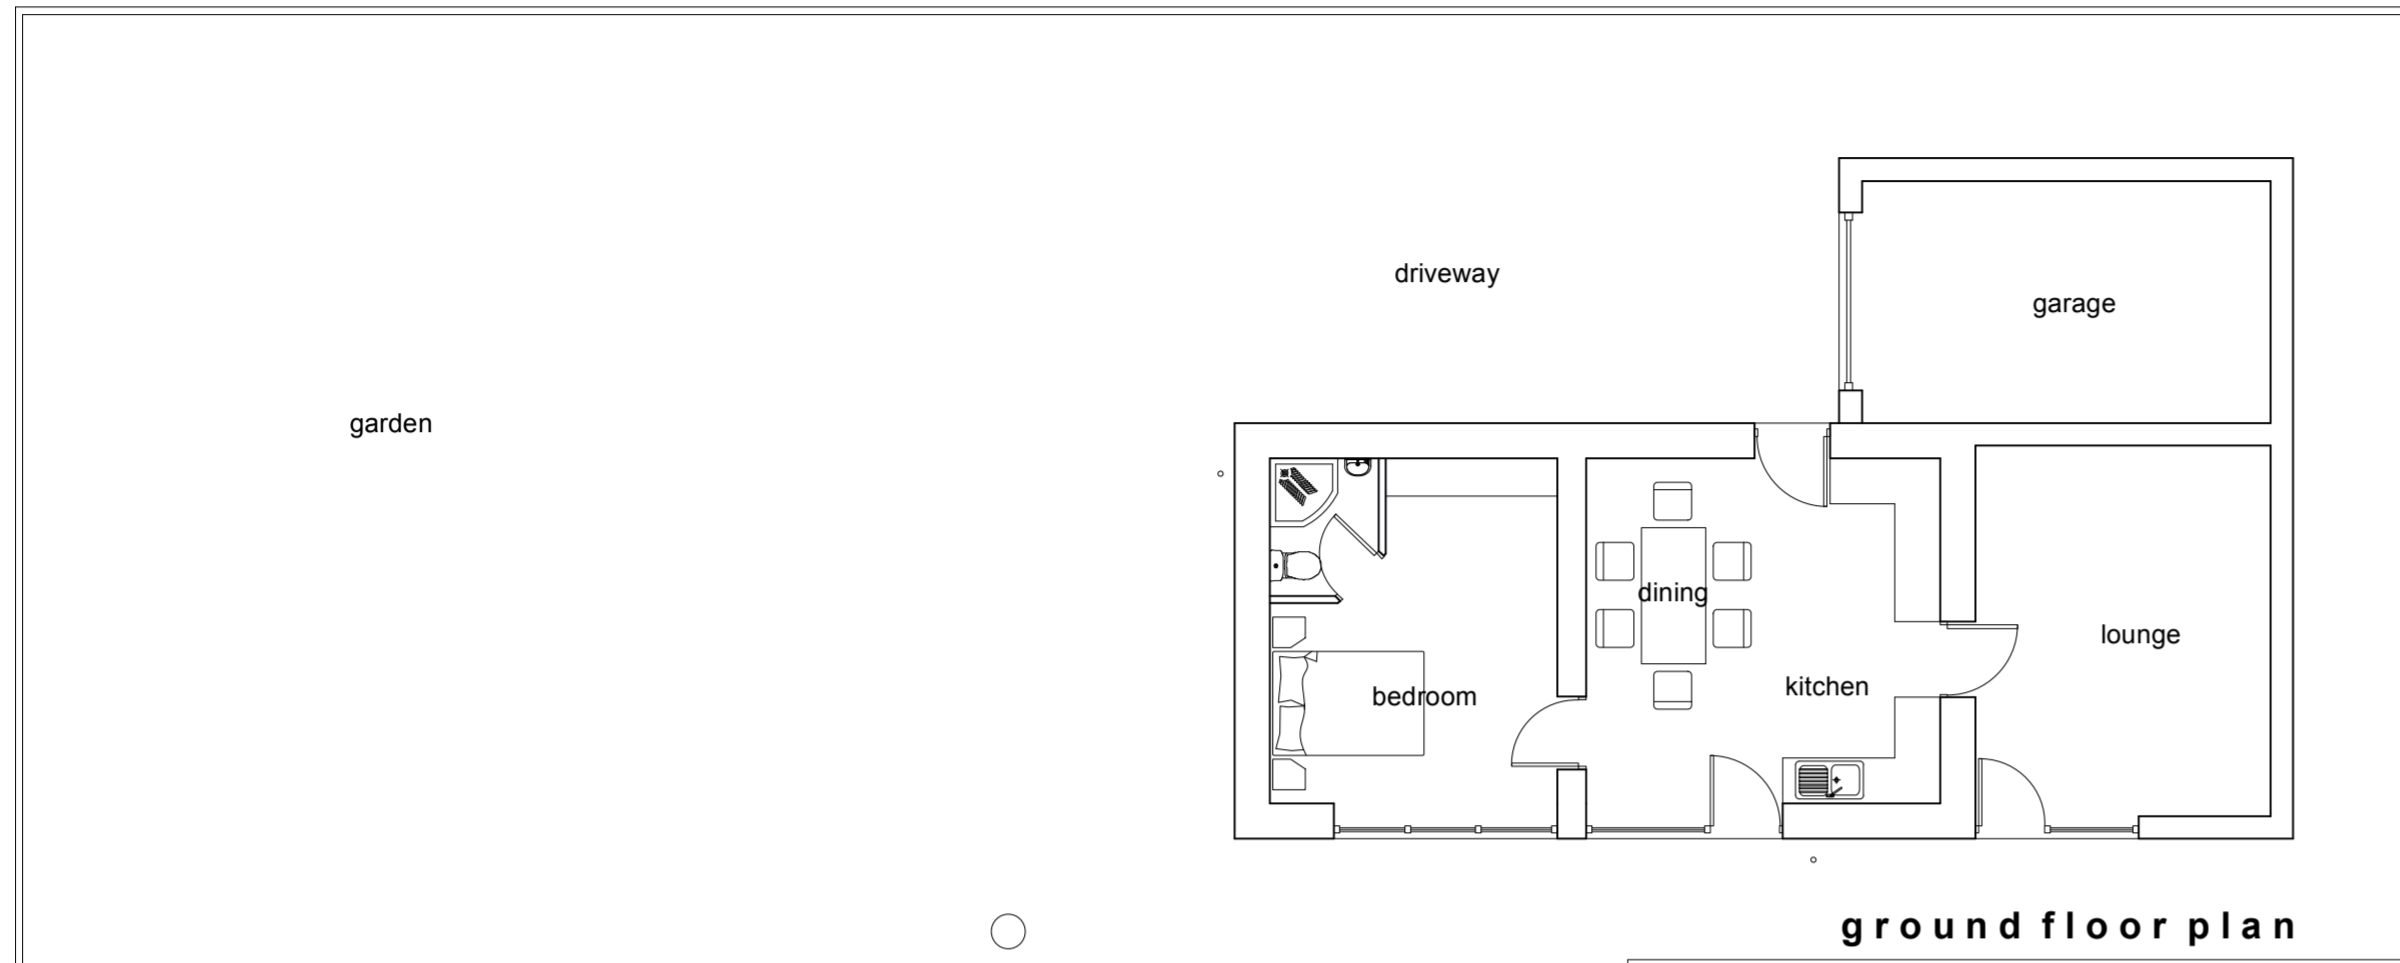 driveway
garage
garden
dining
lounge
kitchen
bedroom
ground floor plan